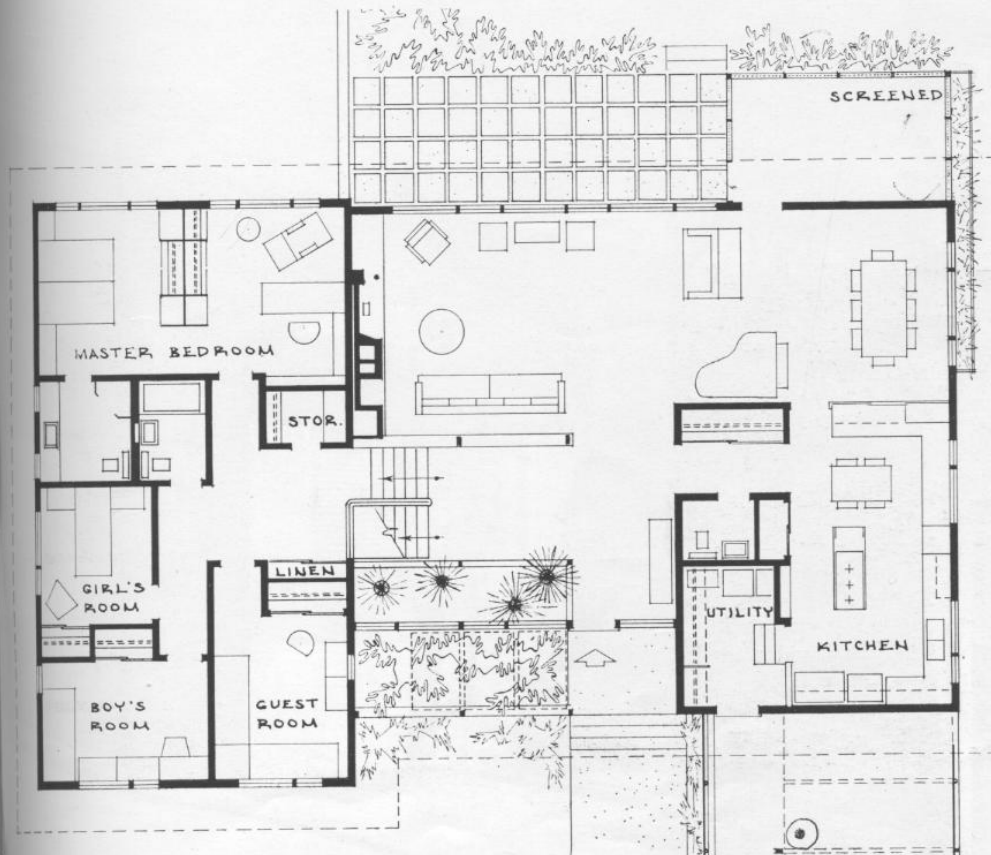 SCREENED
MASTER BEDROOM
STOR.
LINEN
GIRL'S
ROOM
UTILITY
KITCHEN
BOY'S
ROOM
GUEST
ROOM